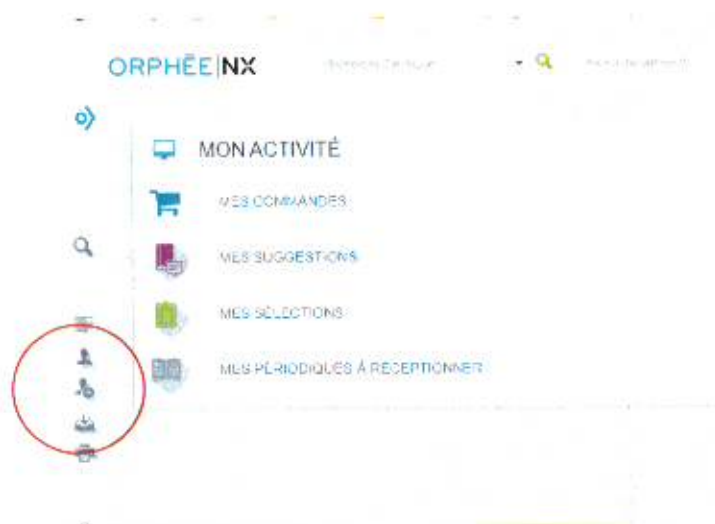 ORPHÉE|NX
MON ACTIVITÉ
MES COMMANDES
MES SUGGESTIONS
MES SÉLECTIONS
MES PÉRIODIQUES À RÉCEPTIONNER